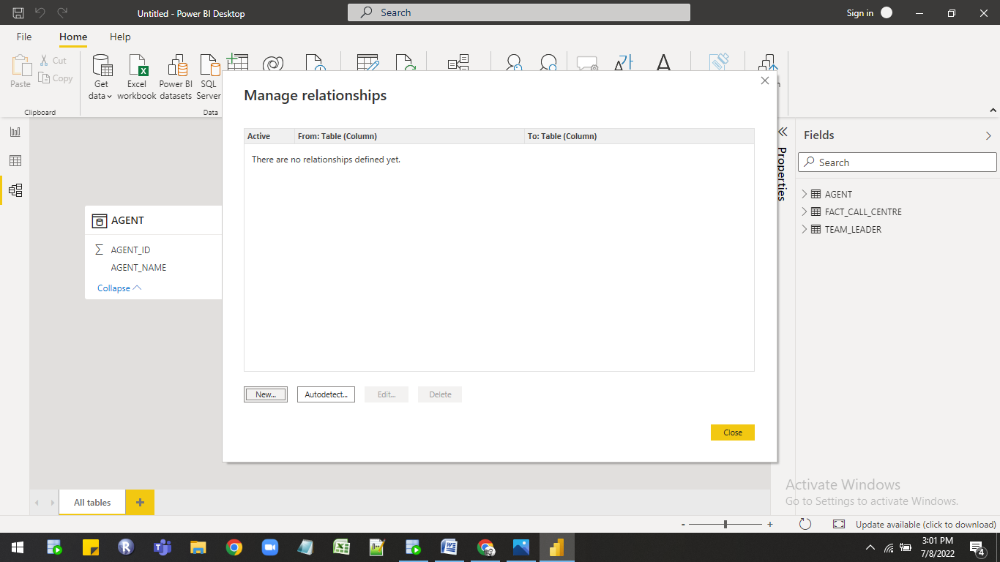 Untitled - Power BI Desktop
Search
Sign in
File
Home
Help
Paste
Cut
Copy
Get data
Excel workbook
Power BI datasets
SQL Server
Clipboard
Data
Manage relationships
Active
From: Table (Column)
To: Table (Column)
There are no relationships defined yet.
New...
Autodetect...
Edit...
Delete
Close
AGENT
AGENT_ID
AGENT_NAME
Collapse
Properties
Fields
Search
AGENT
FACT_CALL_CENTRE
TEAM_LEADER
Activate Windows
Go to Settings to activate Windows.
All tables
+
- +
Update available (click to download)
3:01 PM
7/8/2022
4